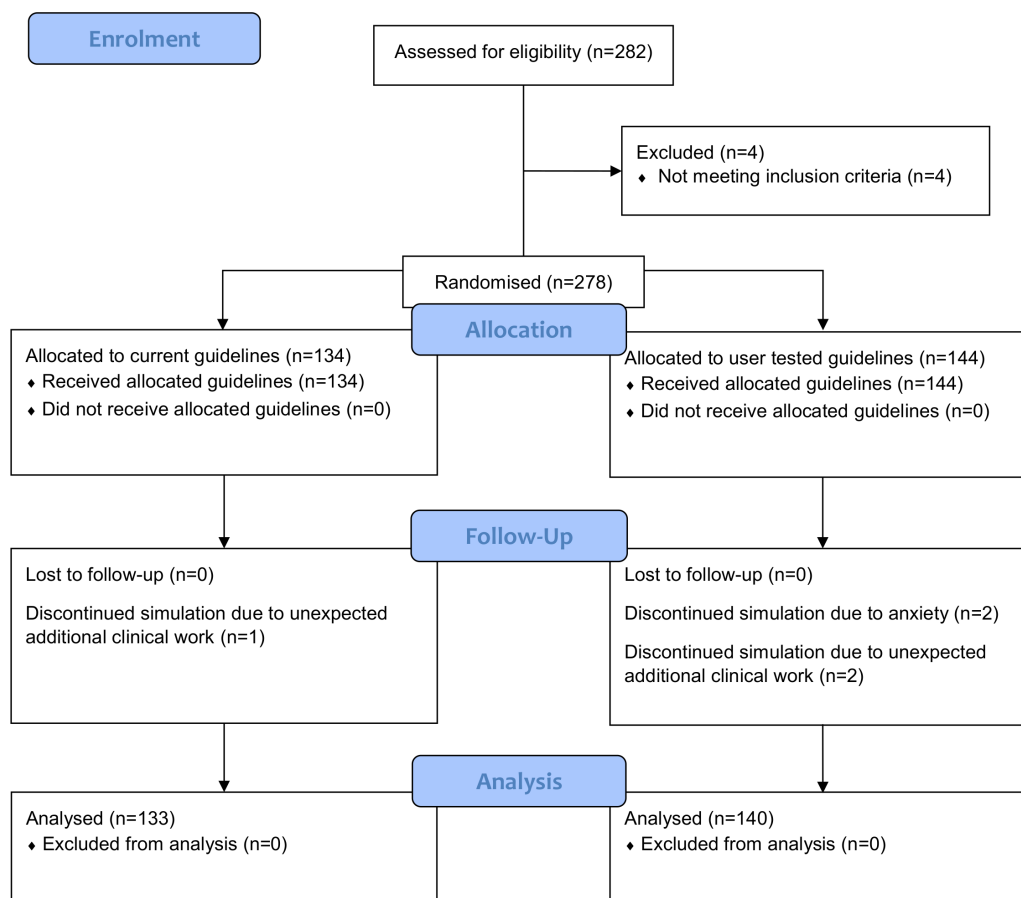 Enrolment
Assessed for eligibility (n=282)
Excluded (n=4)
♦ Not meeting inclusion criteria (n=4)
Randomised (n=278)
Allocation
Allocated to current guidelines (n=134)
♦ Received allocated guidelines (n=134)
♦ Did not receive allocated guidelines (n=0)
Allocated to user tested guidelines (n=144)
♦ Received allocated guidelines (n=144)
♦ Did not receive allocated guidelines (n=0)
Follow-Up
Lost to follow-up (n=0)
Discontinued simulation due to unexpected
additional clinical work (n=1)
Lost to follow-up (n=0)
Discontinued simulation due to anxiety (n=2)
Discontinued simulation due to unexpected
additional clinical work (n=2)
Analysis
Analysed (n=133)
♦ Excluded from analysis (n=0)
Analysed (n=140)
♦ Excluded from analysis (n=0)